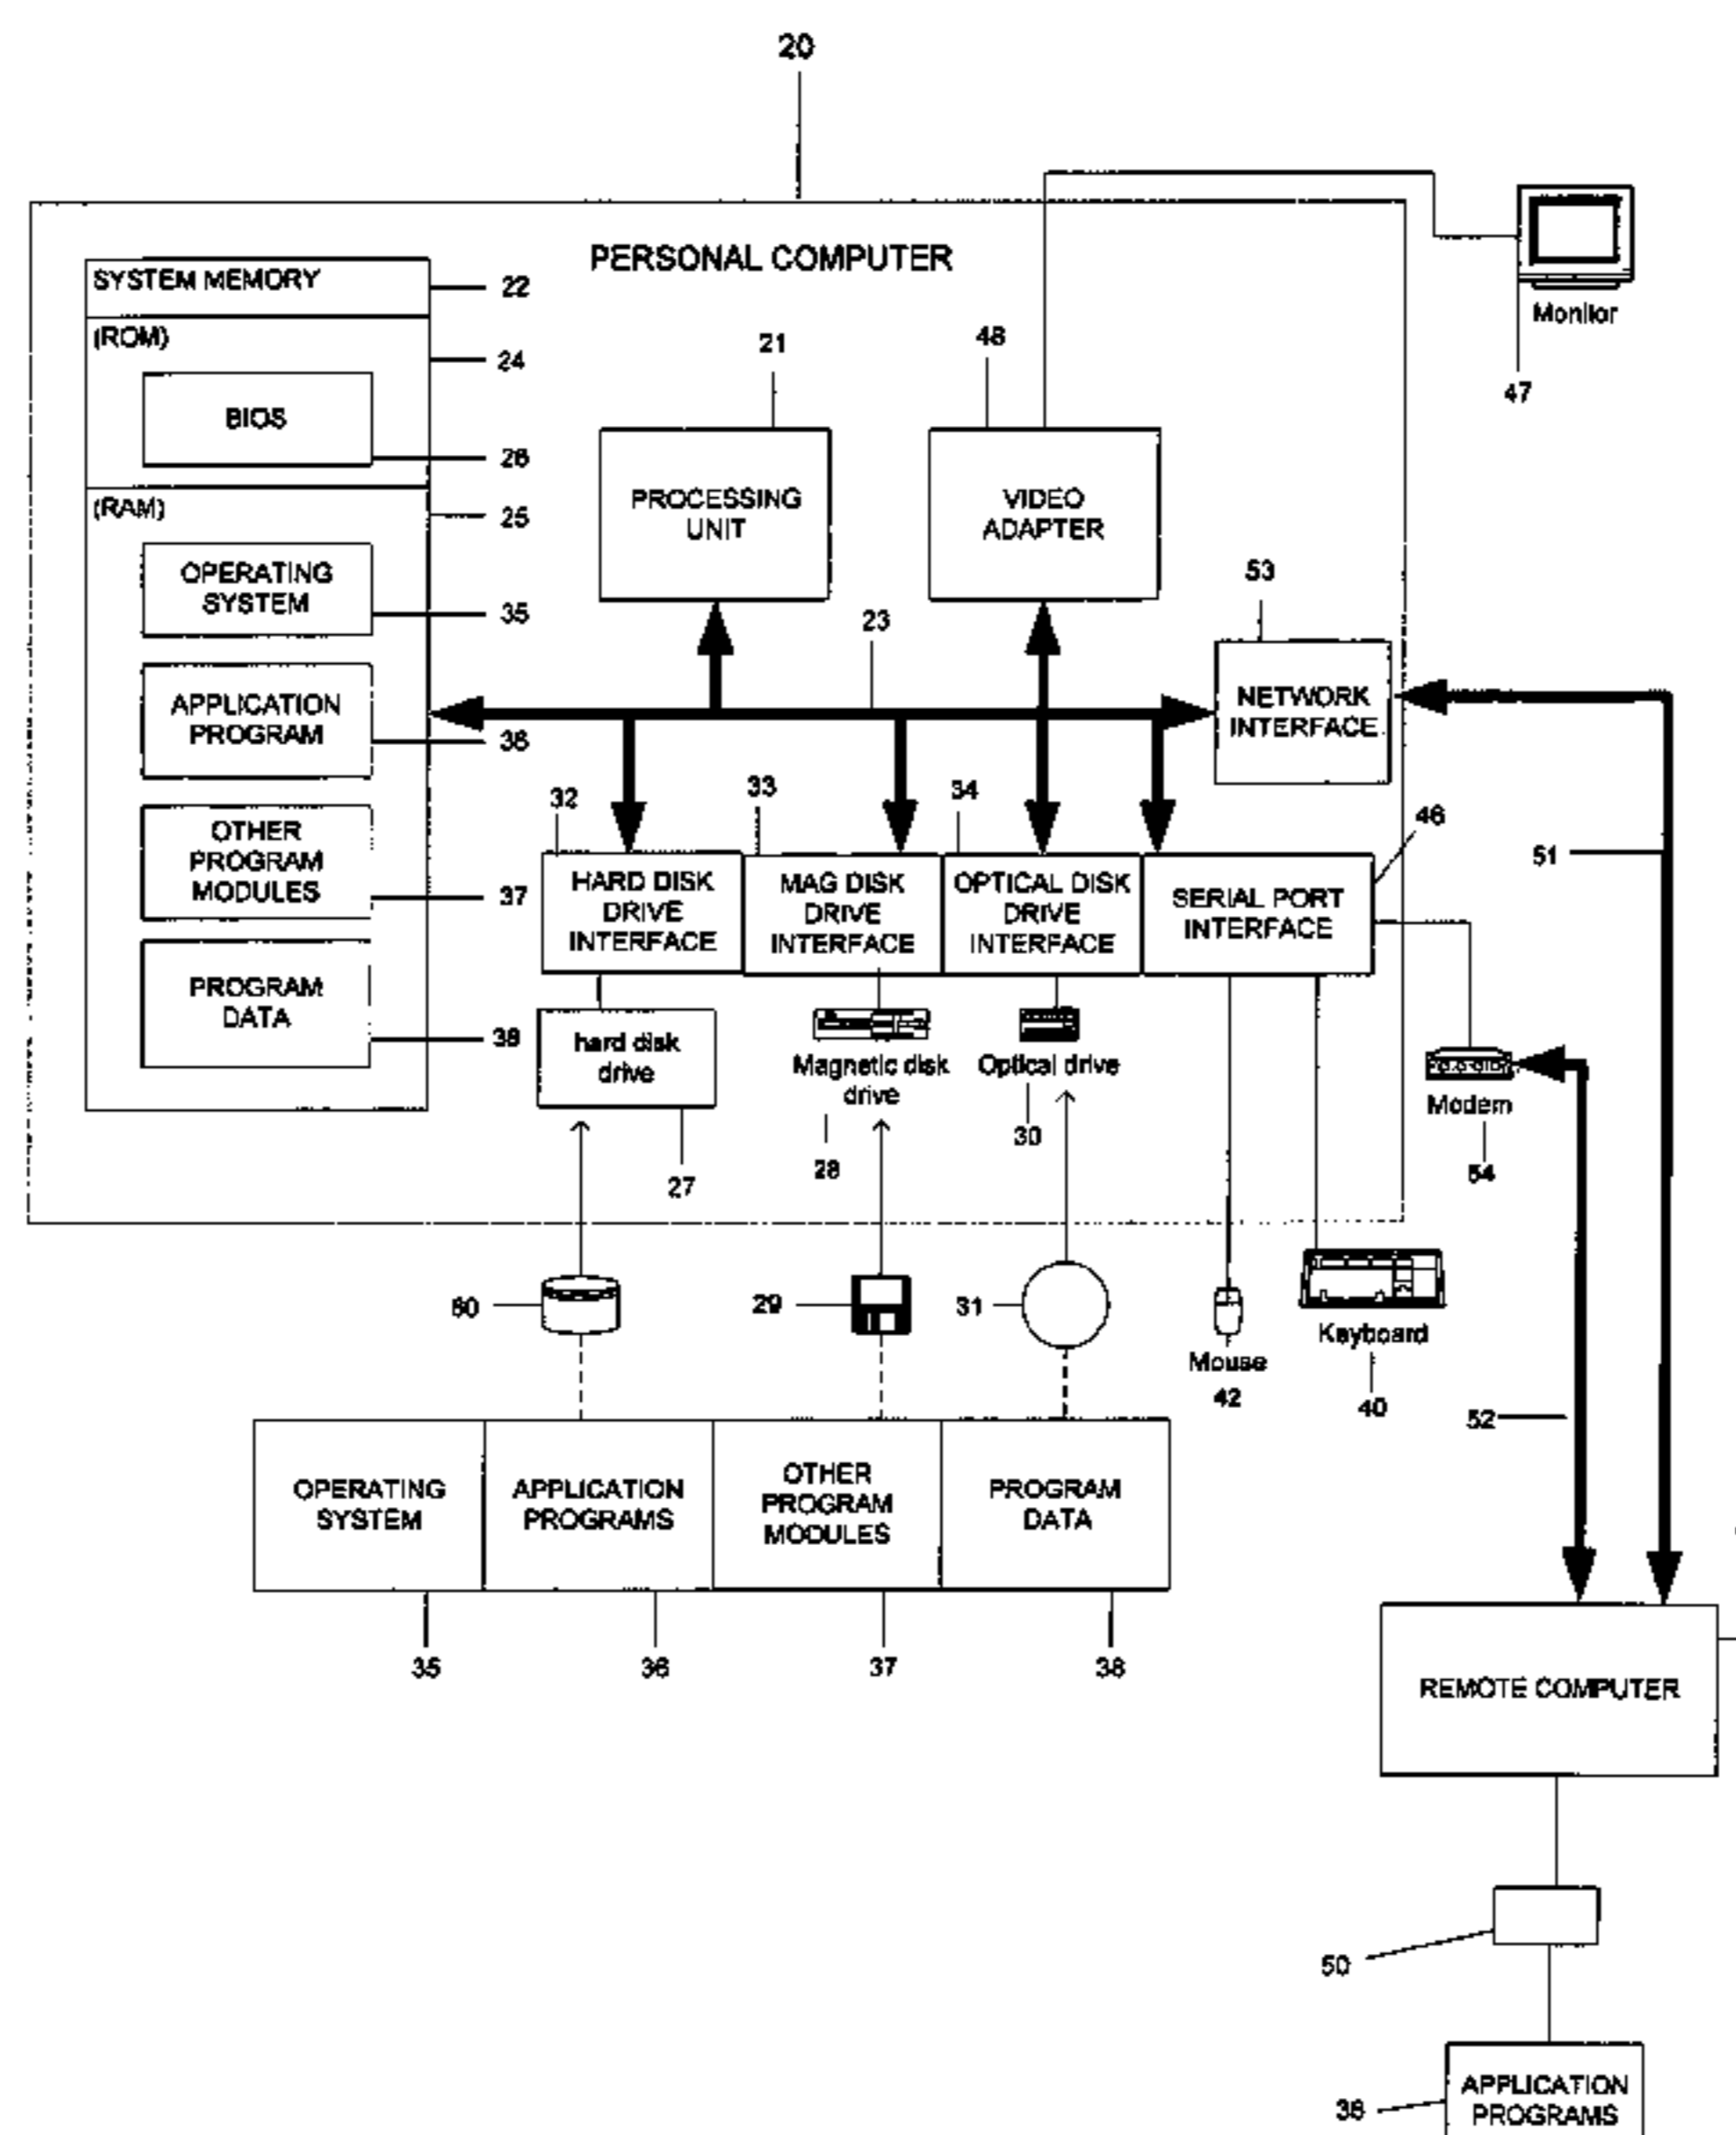 20
PERSONAL COMPUTER
SYSTEM MEMORY
22
(ROM)
24
BIOS
26
(RAM)
25
OPERATING
SYSTEM
35
APPLICATION
PROGRAM
36
OTHER
PROGRAM
MODULES
37
PROGRAM
DATA
38
21
PROCESSING
UNIT
48
VIDEO
ADAPTER
Monitor
47
23
53
NETWORK
INTERFACE
32
HARD DISK
DRIVE
INTERFACE
33
MAG DISK
DRIVE
INTERFACE
34
OPTICAL DISK
DRIVE
INTERFACE
46
SERIAL PORT
INTERFACE
51
hard disk
drive
27
Magnetic disk
drive
28
Optical drive
30
Modem
54
60
29
31
Mouse
42
Keyboard
40
52
OPERATING
SYSTEM
APPLICATION
PROGRAMS
OTHER
PROGRAM
MODULES
PROGRAM
DATA
35
36
37
38
REMOTE COMPUTER
50
APPLICATION
PROGRAMS
36